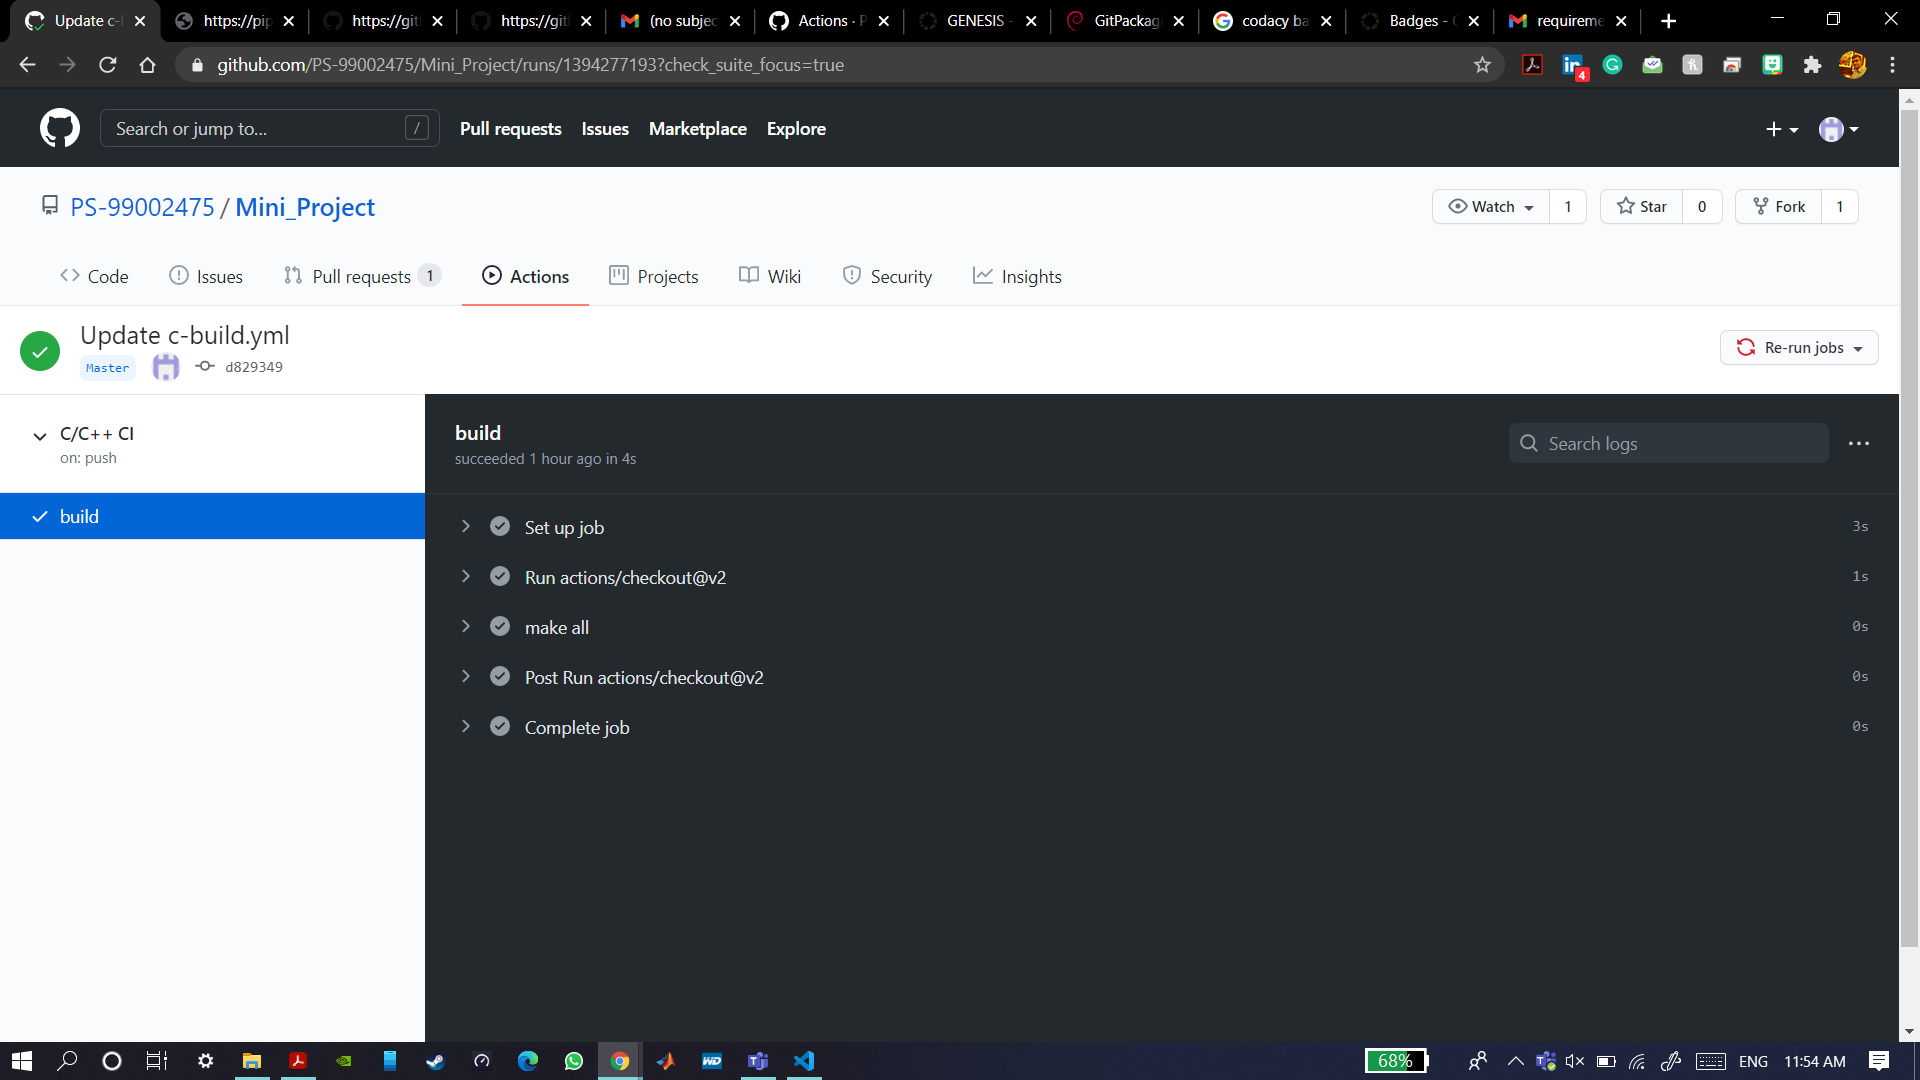 Update c-l
https://pip
https://gitl
https://gitl
(no subjec
Actions · P
GENESIS -
GitPackag
codacy ba
Badges - C
requireme
github.com/PS-99002475/Mini_Project/runs/1394277193?check_suite_focus=true
4
Search or jump to... /
Pull requests Issues Marketplace Explore
PS-99002475 / Mini_Project
Watch 1 Star 0 Fork 1
Code Issues Pull requests 1 Actions Projects Wiki Security Insights
Update c-build.yml
Master d829349
Re-run jobs
C/C++ CI
on: push
build
build
succeeded 1 hour ago in 4s
Search logs
Set up job 3s
Run actions/checkout@v2 1s
make all 0s
Post Run actions/checkout@v2 0s
Complete job 0s
68%
ENG 11:54 AM